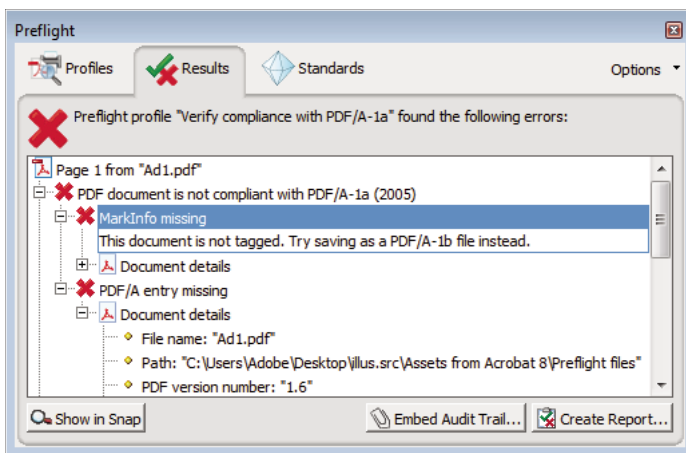 Preflight
Profiles Results Standards Options
Preflight profile "Verify compliance with PDF/A-1a" found the following errors:
Page 1 from "Ad1.pdf"
PDF document is not compliant with PDF/A-1a (2005)
MarkInfo missing
This document is not tagged. Try saving as a PDF/A-1b file instead.
Document details
PDF/A entry missing
Document details
File name: "Ad1.pdf"
Path: "C:\Users\Adobe\Desktop\illus.src\Assets from Acrobat 8\Preflight files"
PDF version number: "1.6"
Show in Snap Embed Audit Trail... Create Report...